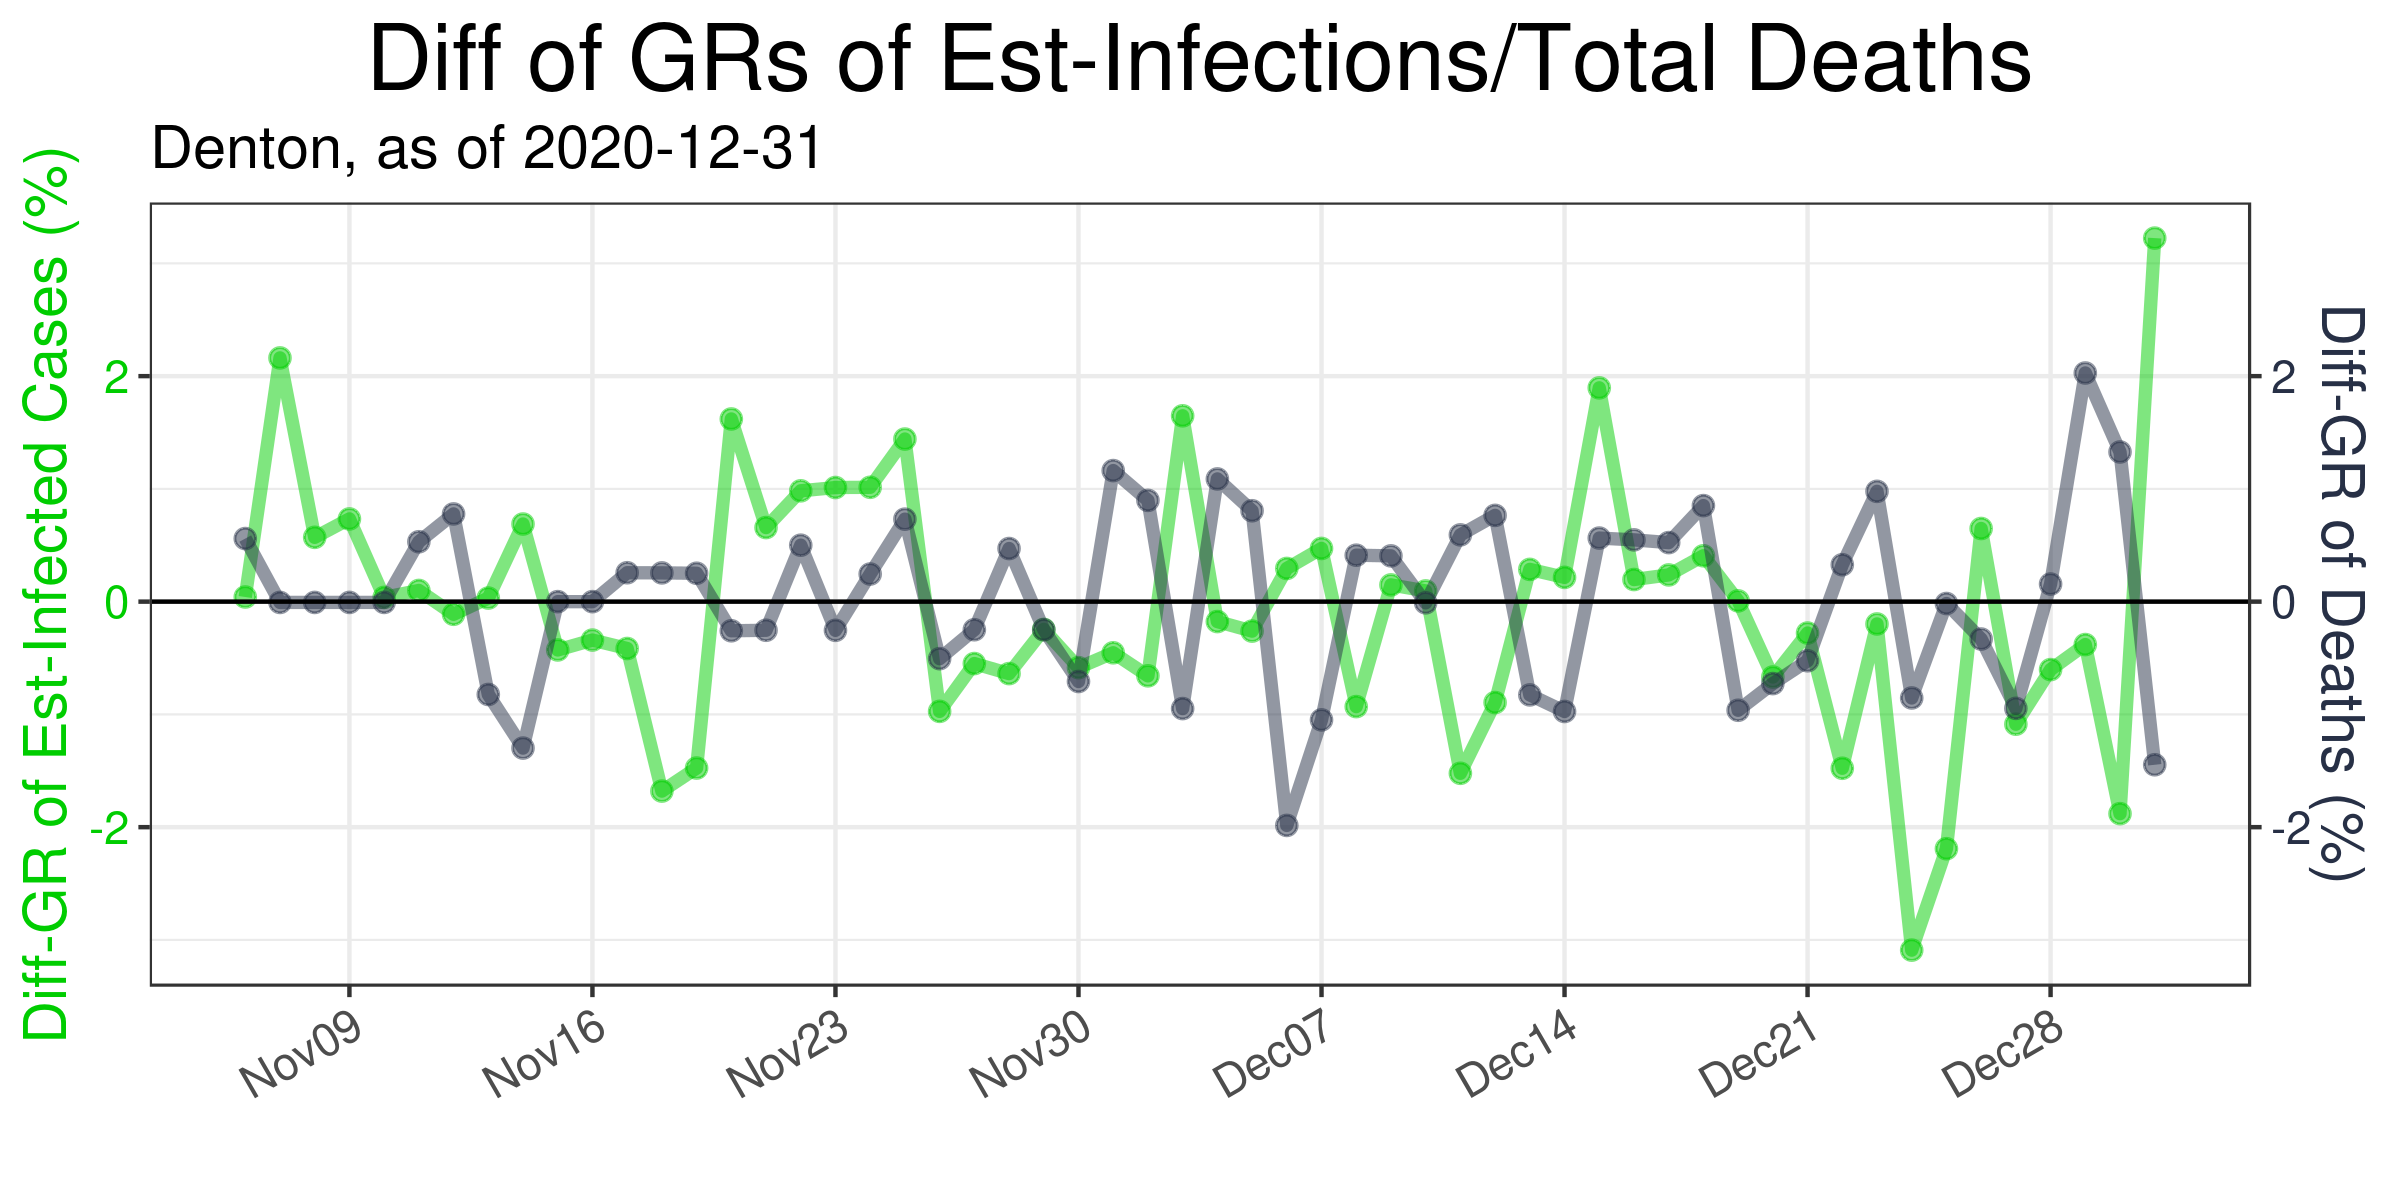 Diff of GRs of Est-Infections/Total Deaths
Denton, as of 2020-12-31
Diff-GR of Est-Infected Cases (%)
2
0
-2
2
0
-2
Diff-GR of Deaths (%)
Nov09
Nov16
Nov23
Nov30
Dec07
Dec14
Dec21
Dec28